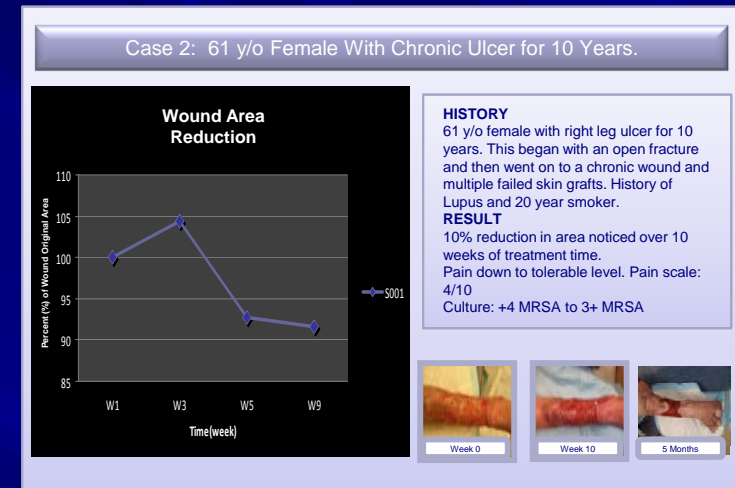 Case 2: 61 y/o Female With Chronic Ulcer for 10 Years.
Wound Area
Reduction
Percent (%) of Wound Original Area
110
105
100
95
90
85
W1 W3 W5 W9
Time(week)
S001
HISTORY
61 y/o female with right leg ulcer for 10
years. This began with an open fracture
and then went on to a chronic wound and
multiple failed skin grafts. History of
Lupus and 20 year smoker.
RESULT
10% reduction in area noticed over 10
weeks of treatment time.
Pain down to tolerable level. Pain scale:
4/10
Culture: +4 MRSA to 3+ MRSA
Week 0
Week 10
5 Months